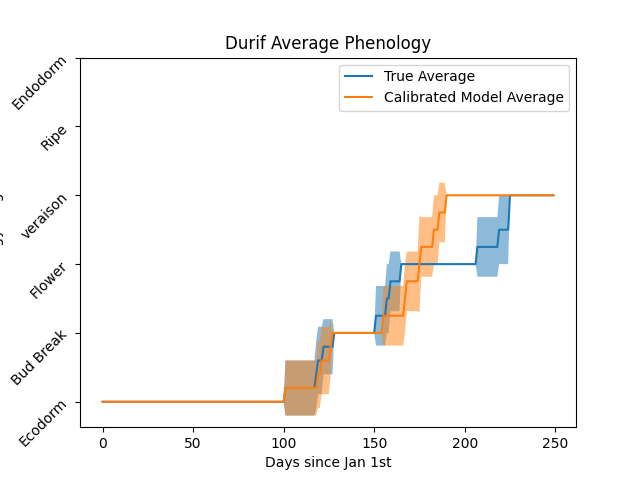 Durif Average Phenology
True Average
Calibrated Model Average
Endodorm
Ripe
veraison
Flower
Bud Break
Ecodorm
0 50 100 150 200 250
Days since Jan 1st